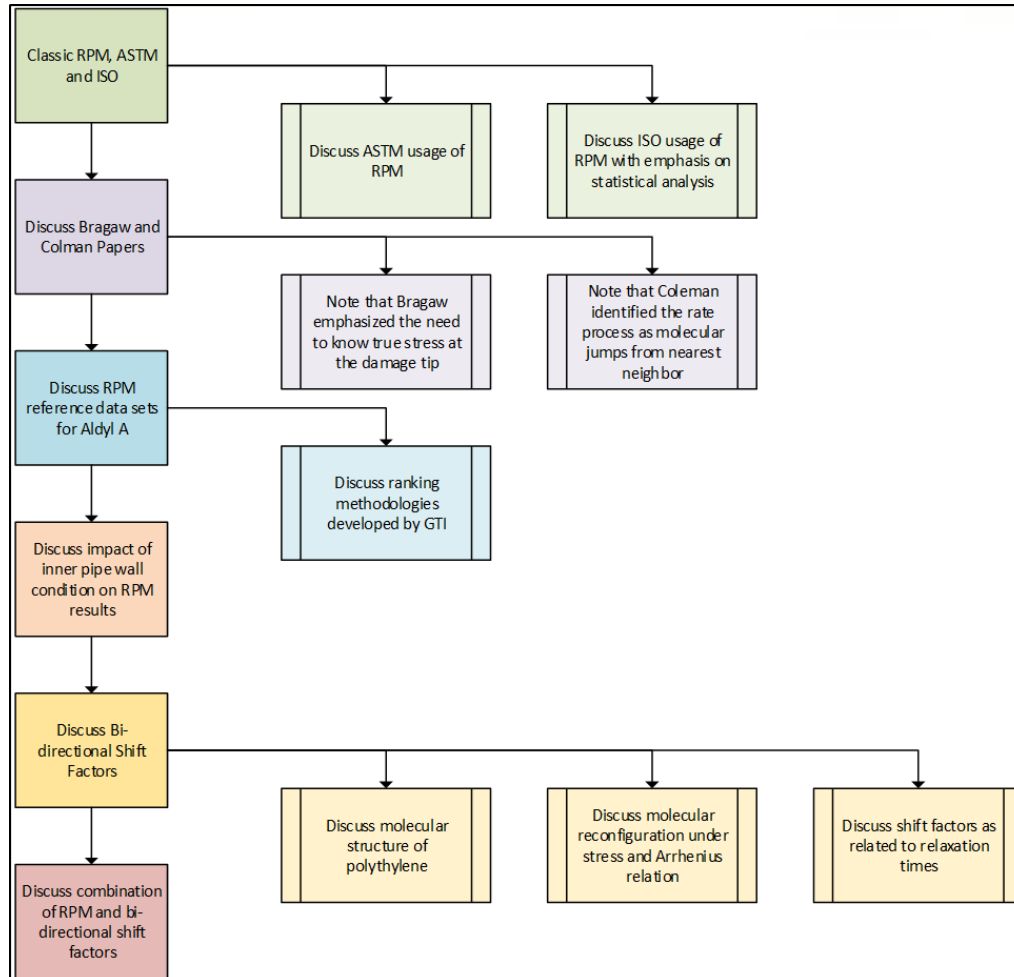 Classic RPM, ASTM
and ISO
Discuss ASTM usage of
RPM
Discuss ISO usage of
RPM with emphasis on
statistical analysis
Discuss Bragaw and
Colman Papers
Note that Bragaw
emphasized the need
to know true stress at
the damage tip
Note that Coleman
identified the rate
process as molecular
jumps from nearest
neighbor
Discuss RPM
reference data sets
for Aldyl A
Discuss ranking
methodologies
developed by GTI
Discuss impact of
inner pipe wall
condition on RPM
results
Discuss Bi-
directional Shift
Factors
Discuss molecular
structure of
polythylene
Discuss molecular
reconfiguration under
stress and Arrhenius
relation
Discuss shift factors as
related to relaxation
times
Discuss combination
of RPM and bi-
directional shift
factors